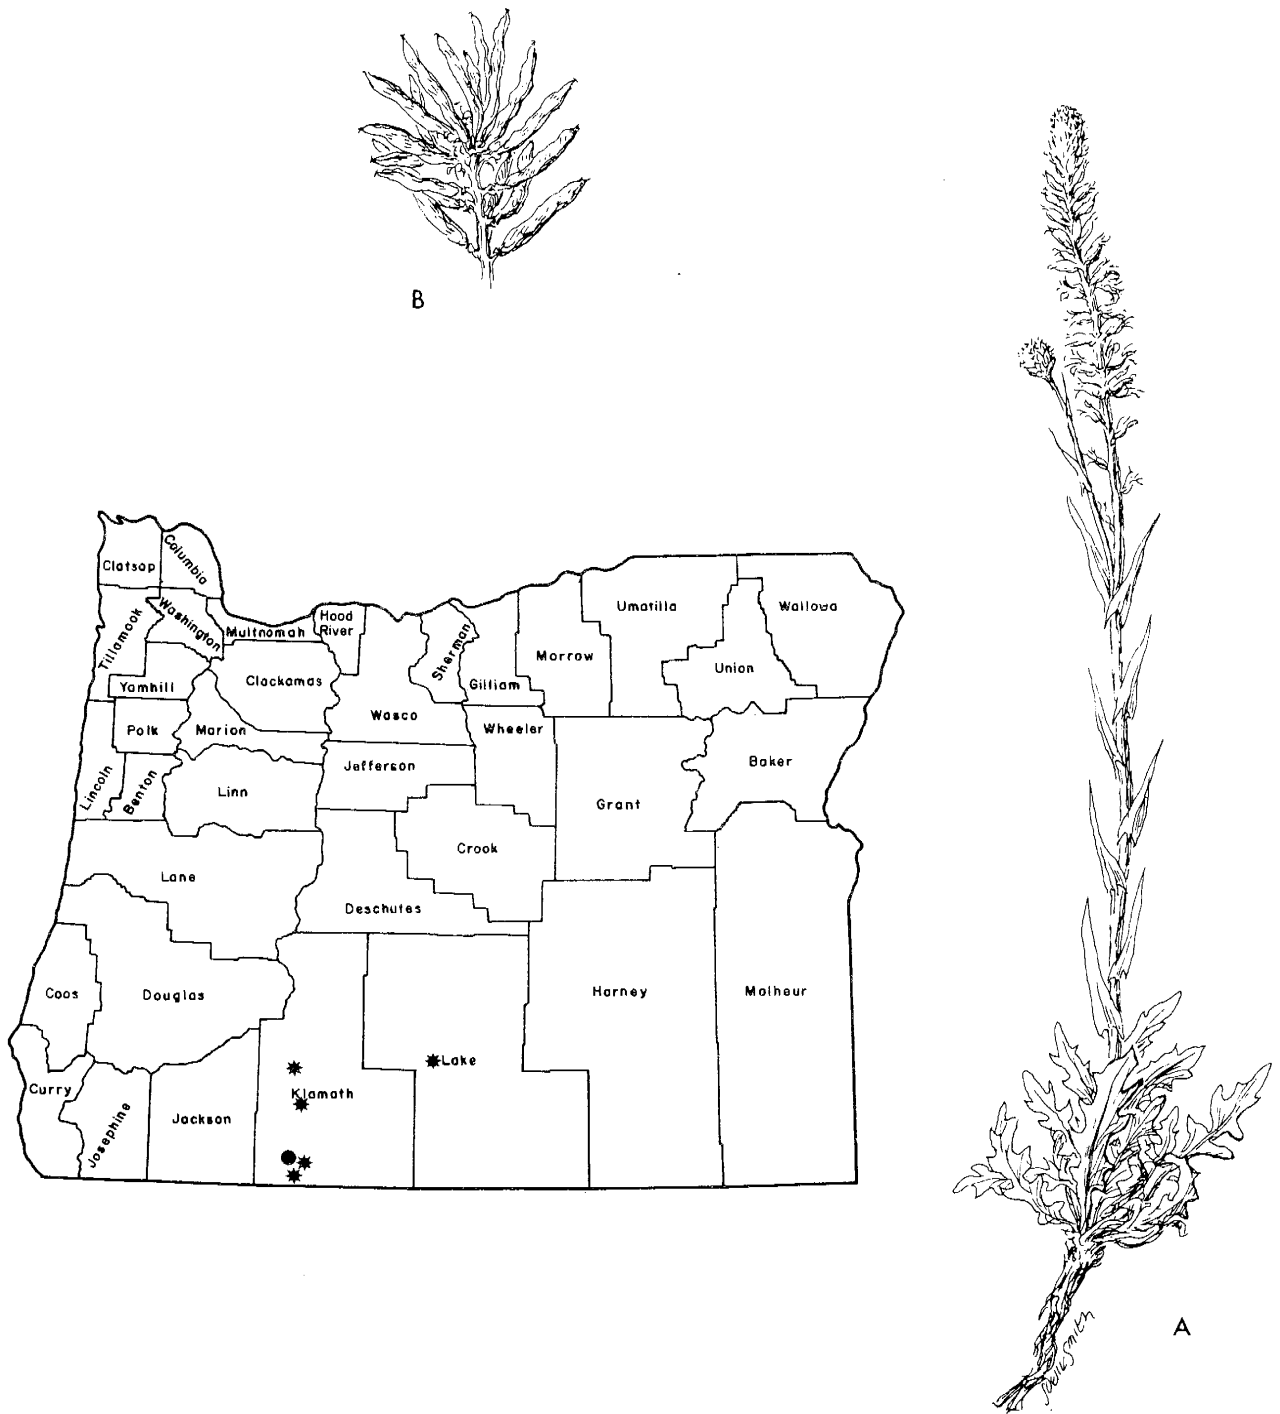 B
Clatsop
Columbia
Tillamook
Washington
Multnomah
Hood
River
Sherman
Gilliam
Morrow
Umatilla
Union
Wallowa
Yamhill
Clackamas
Polk
Marion
Wasco
Wheeler
Baker
Lincoln
Benton
Linn
Jefferson
Grant
Crook
Lane
Deschutes
Coos
Douglas
Harney
Malheur
Lake
Klamath
Curry
Josephine
Jackson
A